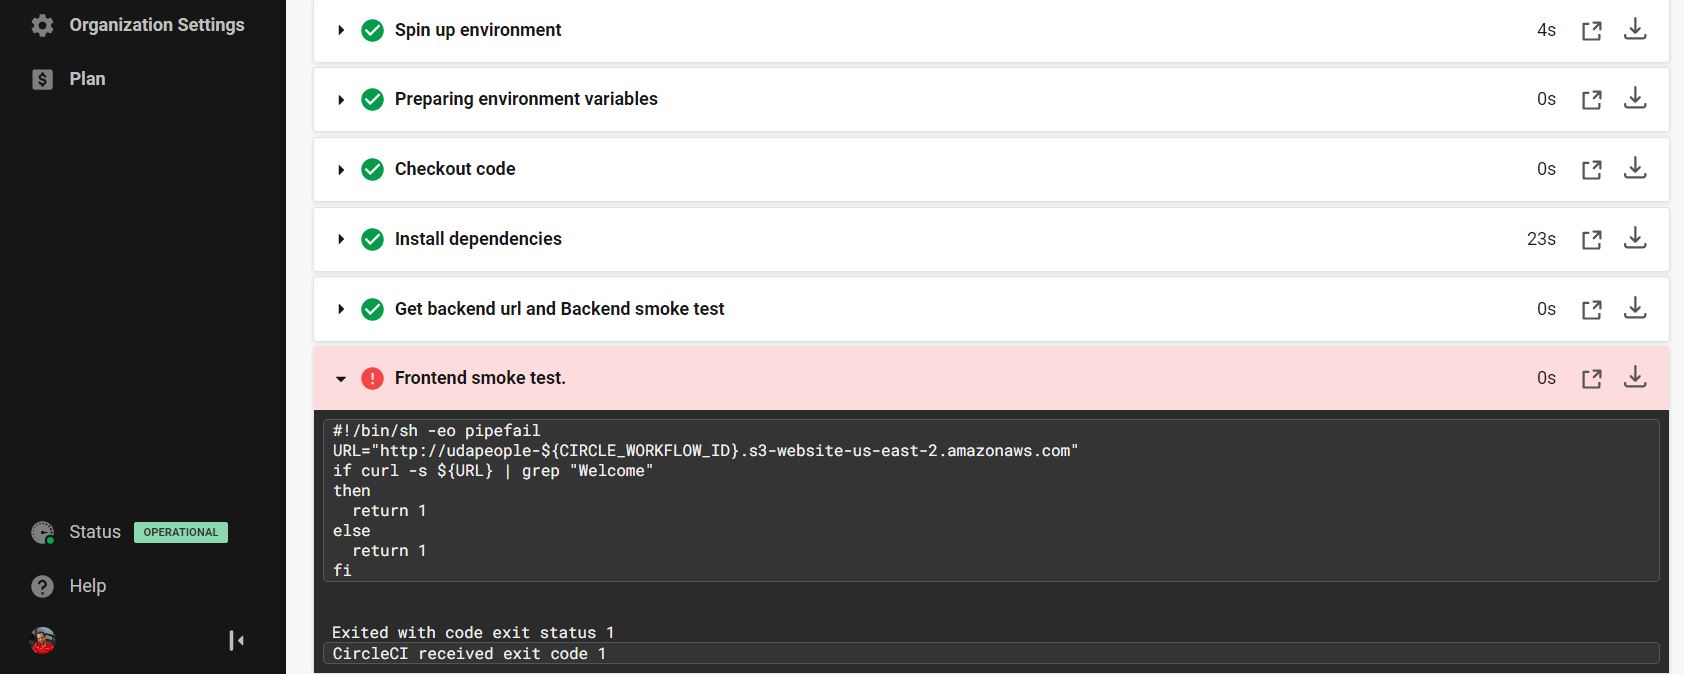 Organization Settings
Plan
Status OPERATIONAL
Help
Spin up environment 4s
Preparing environment variables 0s
Checkout code 0s
Install dependencies 23s
Get backend url and Backend smoke test 0s
Frontend smoke test. 0s
#!/bin/sh -eo pipefail
URL="http://udapeople-${CIRCLE_WORKFLOW_ID}.s3-website-us-east-2.amazonaws.com"
if curl -s ${URL} | grep "Welcome"
then
  return 1
else
  return 1
fi
Exited with code exit status 1
CircleCI received exit code 1